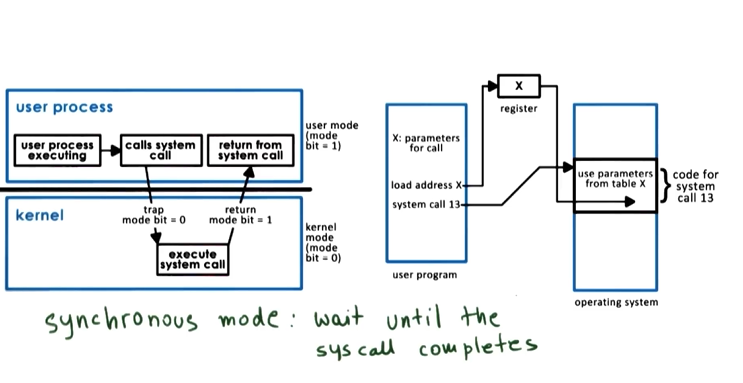 user process
user process
executing
calls system
call
return from
system call
user mode
(mode
bit = 1)
kernel
trap
mode bit = 0
return
mode bit = 1
execute
system call
kernel
mode
(mode
bit = 0)
X
register
X: parameters
for call
load address X
system call 13
user program
use parameters
from table X
code for
system
call 13
operating system
synchronous mode: wait until the
syscall completes